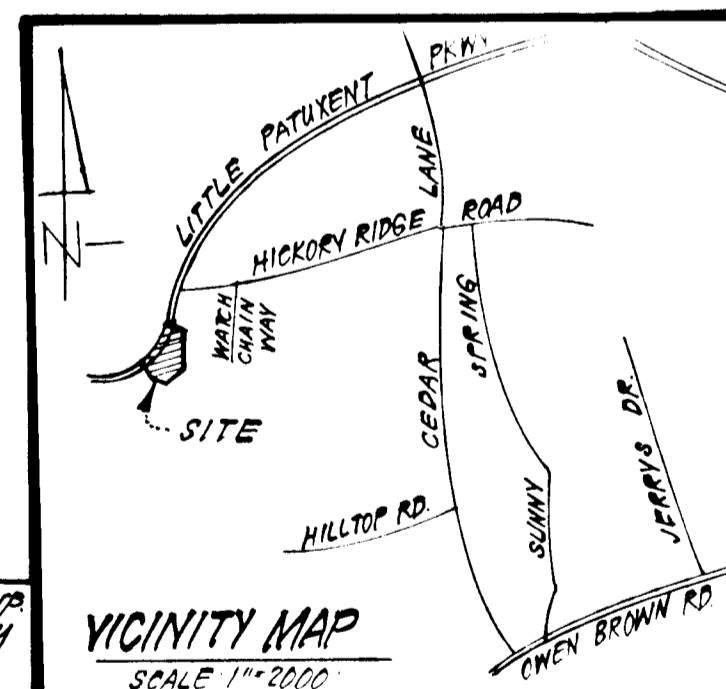 LITTLE PATUXENT PKWY
CEDAR LANE
HICKORY RIDGE ROAD
WATCH
CHAIN
WAY
SUNNY SPRING
JERRYS DR.
SITE
HILLTOP RD.
OWEN BROWN RD.
N
VICINITY MAP
SCALE 1"=2000'